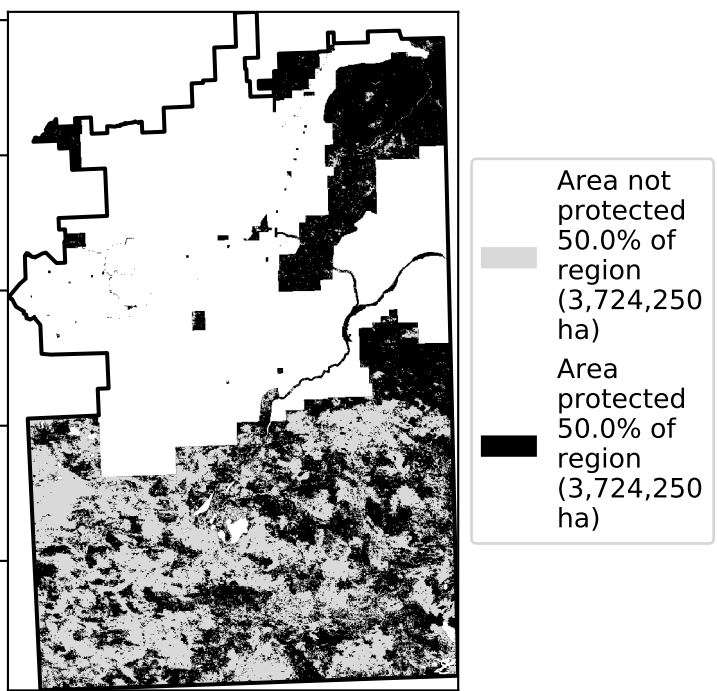 Area not
protected
50.0% of
region
(3,724,250
ha)
Area
protected
50.0% of
region
(3,724,250
ha)